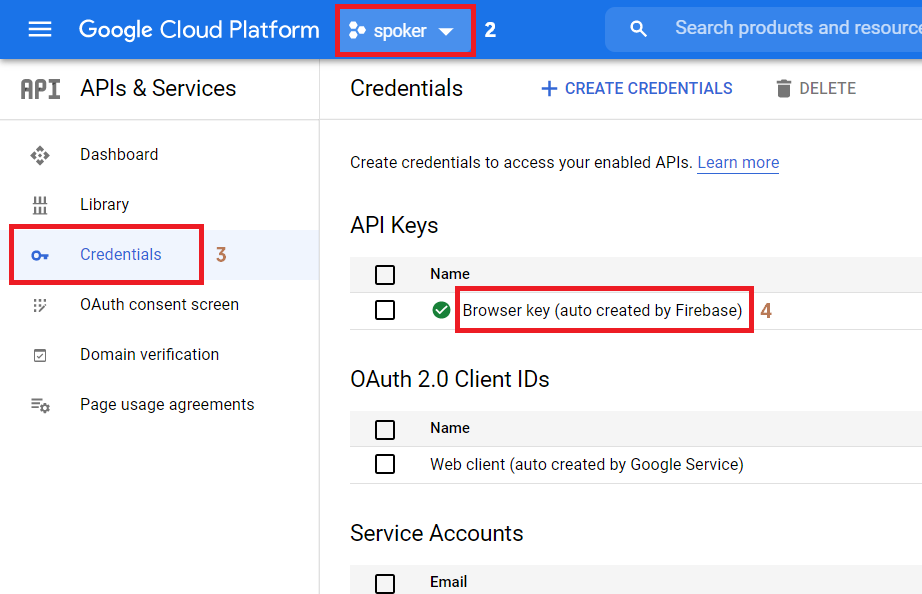 Google Cloud Platform
spoker
2
Search products and resource
API
APIs & Services
Credentials
CREATE CREDENTIALS
DELETE
Dashboard
Library
Credentials
3
OAuth consent screen
Domain verification
Page usage agreements
Create credentials to access your enabled APIs. Learn more
API Keys
Name
Browser key (auto created by Firebase)
4
OAuth 2.0 Client IDs
Name
Web client (auto created by Google Service)
Service Accounts
Email